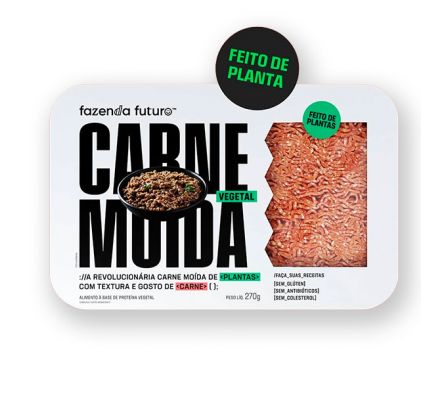 FEITO DE
PLANTA
fazenda futuro™
FEITO DE
PLANTAS
CARNE
VEGETAL
MOÍDA
://A REVOLUCIONÁRIA CARNE MOÍDA DE <PLANTAS>
COM TEXTURA E GOSTO DE <CARNE> ( );
ALIMENTO À BASE DE PROTEÍNA VEGETAL
PESO LÍQ. 270g
/FAÇA_SUAS_RECEITAS
[SEM_GLÚTEN]
[SEM_ANTIBIÓTICOS]
[SEM_COLESTEROL]